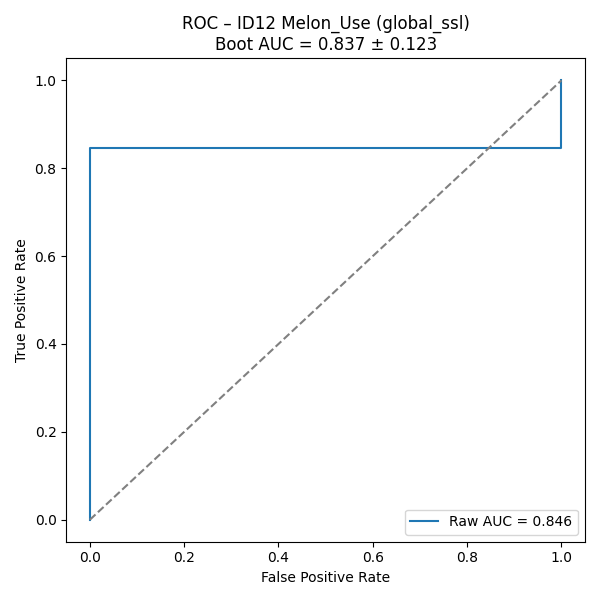 ROC – ID12 Melon_Use (global_ssl)
Boot AUC = 0.837 ± 0.123
True Positive Rate
1.0
0.8
0.6
0.4
0.2
0.0
Raw AUC = 0.846
0.0 0.2 0.4 0.6 0.8 1.0
False Positive Rate